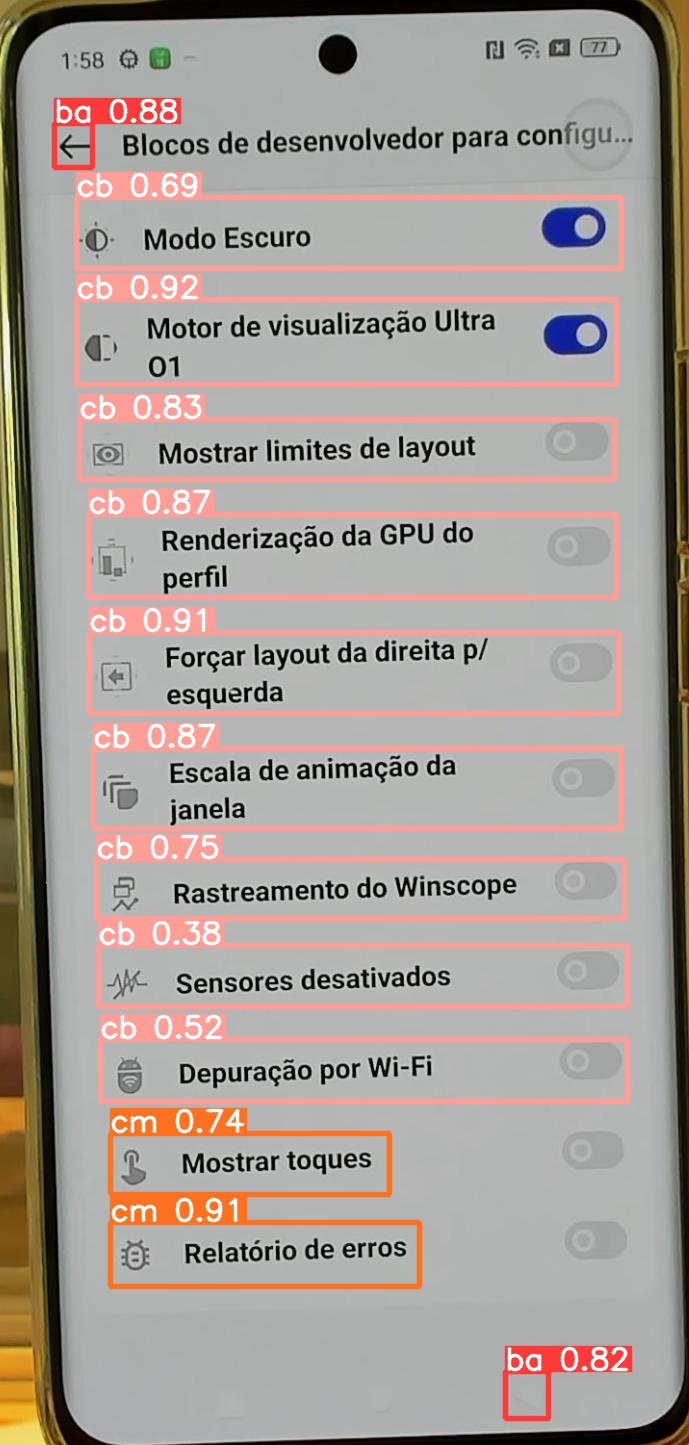 1:58
77
ba 0.88
Blocos de desenvolvedor para configu...
cb 0.69
Modo Escuro
cb 0.92
Motor de visualização Ultra
O1
cb 0.83
Mostrar limites de layout
cb 0.87
Renderização da GPU do
perfil
cb 0.91
Forçar layout da direita p/
esquerda
cb 0.87
Escala de animação da
janela
cb 0.75
Rastreamento do Winscope
cb 0.38
Sensores desativados
cb 0.52
Depuração por Wi-Fi
cm 0.74
Mostrar toques
cm 0.91
Relatório de erros
ba 0.82